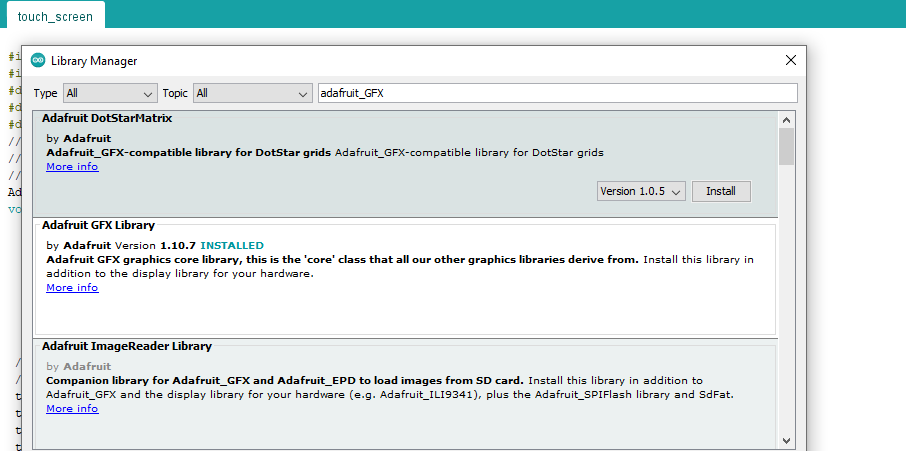 touch_screen
#i
Library Manager
#i
#d
Type All Topic All adafruit_GFX
#d
#d
Adafruit DotStarMatrix
//
by Adafruit
//
Adafruit_GFX-compatible library for DotStar grids Adafruit_GFX-compatible library for DotStar grids
//
More info
Ad
Version 1.0.5 Install
vo
Adafruit GFX Library
by Adafruit Version 1.10.7 INSTALLED
Adafruit GFX graphics core library, this is the 'core' class that all our other graphics libraries derive from. Install this library in
addition to the display library for your hardware.
More info
Adafruit ImageReader Library
/
by Adafruit
/
Companion library for Adafruit_GFX and Adafruit_EPD to load images from SD card. Install this library in addition to
t
Adafruit_GFX and the display library for your hardware (e.g. Adafruit_ILI9341), plus the Adafruit_SPIFlash library and SdFat.
t
More info
t
t